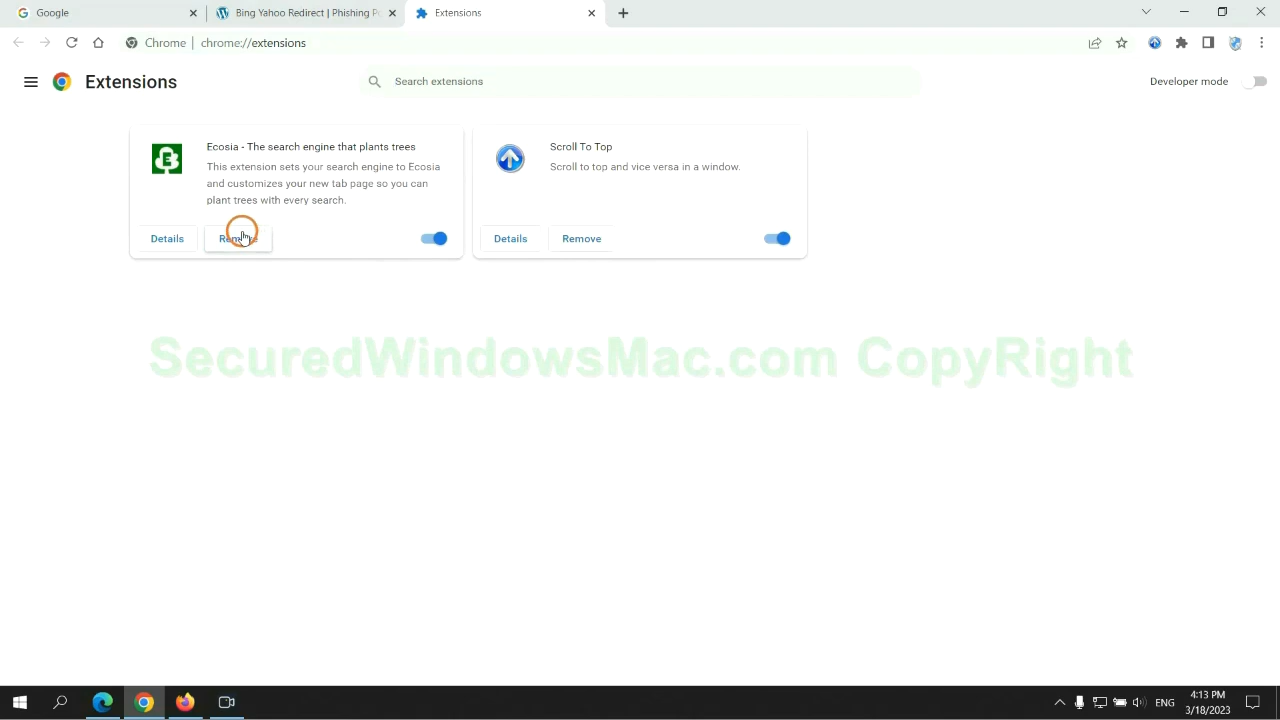 Google
Bing Yahoo Redirect | Phishing
Extensions
Chrome
chrome://extensions
Extensions
Search extensions
Developer mode
Ecosia - The search engine that plants trees
This extension sets your search engine to Ecosia
and customizes your new tab page so you can
plant trees with every search.
Details
Remove
Scroll To Top
Scroll to top and vice versa in a window.
Details
Remove
SecuredWindowsMac.com CopyRight
ENG
4:13 PM
3/18/2023